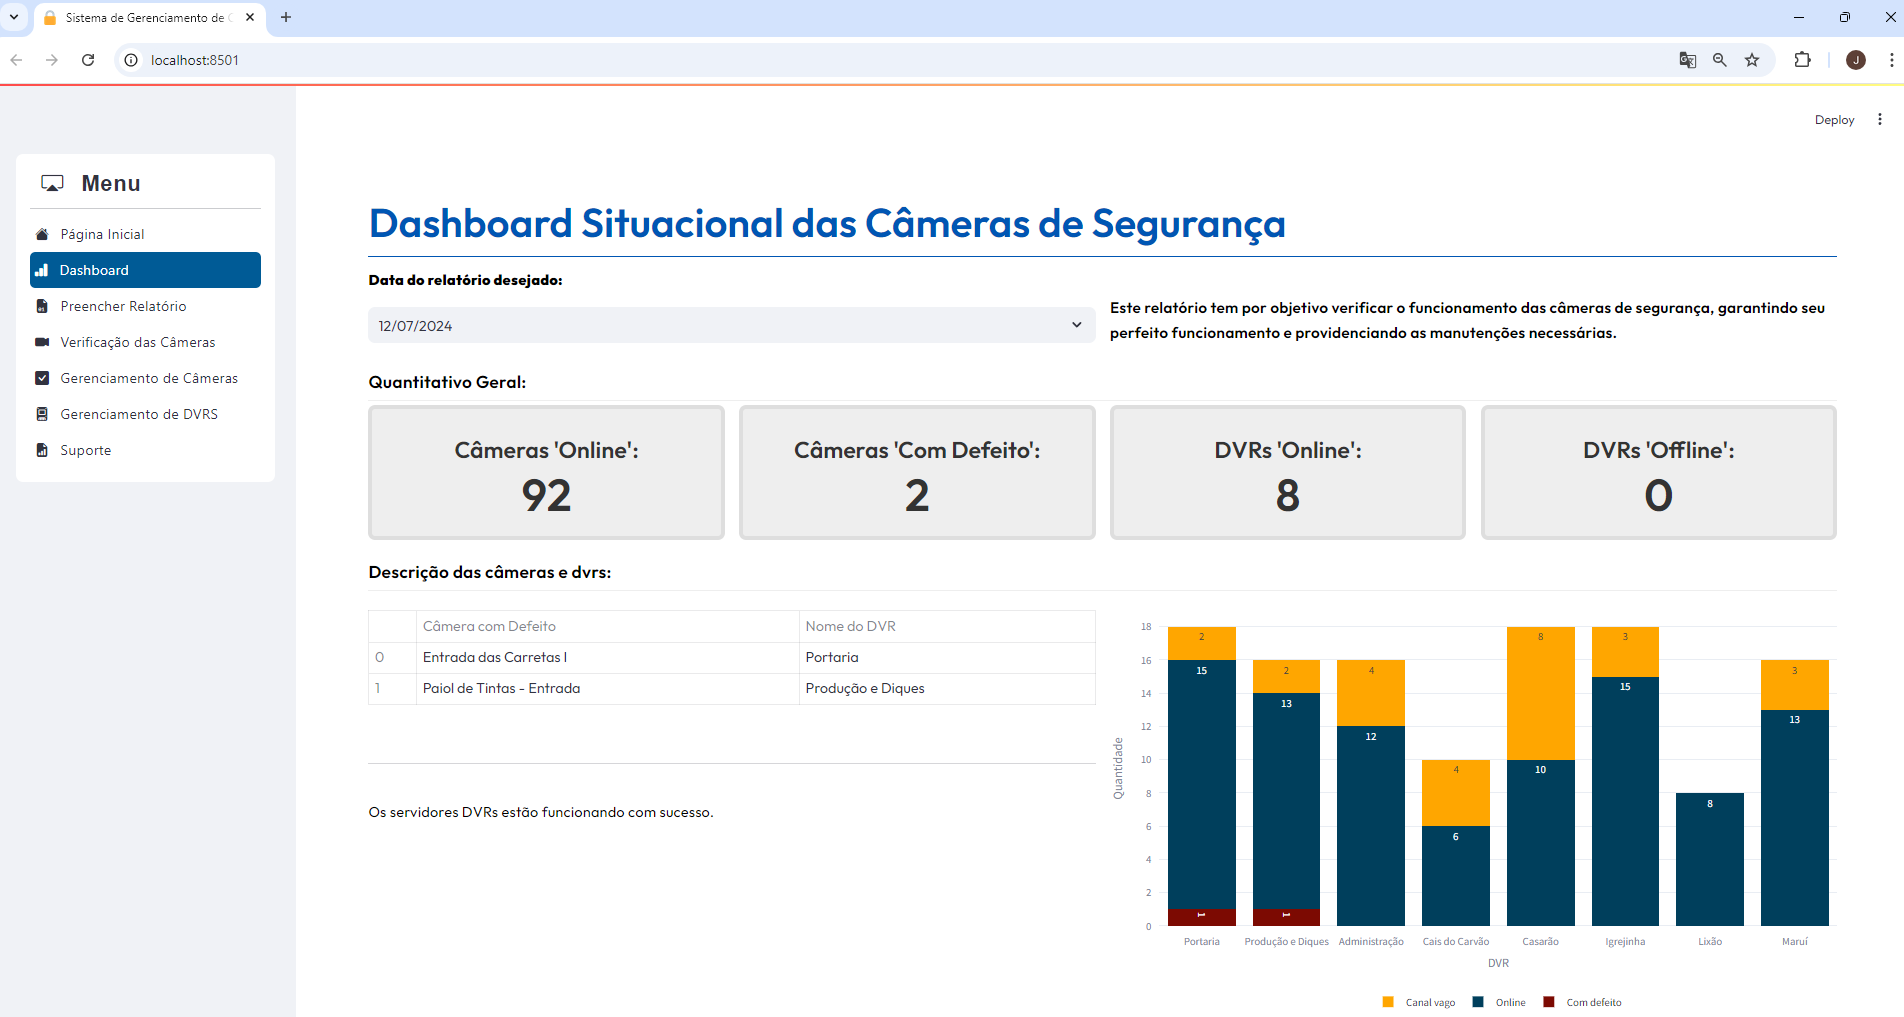 Sistema de Gerenciamento de C
localhost:8501
J
Deploy
Menu
Página Inicial
Dashboard
Preencher Relatório
Verificação das Câmeras
Gerenciamento de Câmeras
Gerenciamento de DVRS
Suporte
Dashboard Situacional das Câmeras de Segurança
Data do relatório desejado:
12/07/2024
Este relatório tem por objetivo verificar o funcionamento das câmeras de segurança, garantindo seu
perfeito funcionamento e providenciando as manutenções necessárias.
Quantitativo Geral:
Câmeras 'Online':
92
Câmeras 'Com Defeito':
2
DVRs 'Online':
8
DVRs 'Offline':
0
Descrição das câmeras e dvrs:
Câmera com Defeito Nome do DVR
0 Entrada das Carretas I Portaria
1 Paiol de Tintas - Entrada Produção e Diques
Os servidores DVRs estão funcionando com sucesso.
Quantidade
18
16
14
12
10
8
6
4
2
0
2 15 1
2 13 1
4 12
4 6
8 10
3 15
8
3 13
Portaria Produção e Diques Administração Cais do Carvão Casarão Igrejinha Lixão Maruí
DVR
Canal vago Online Com defeito